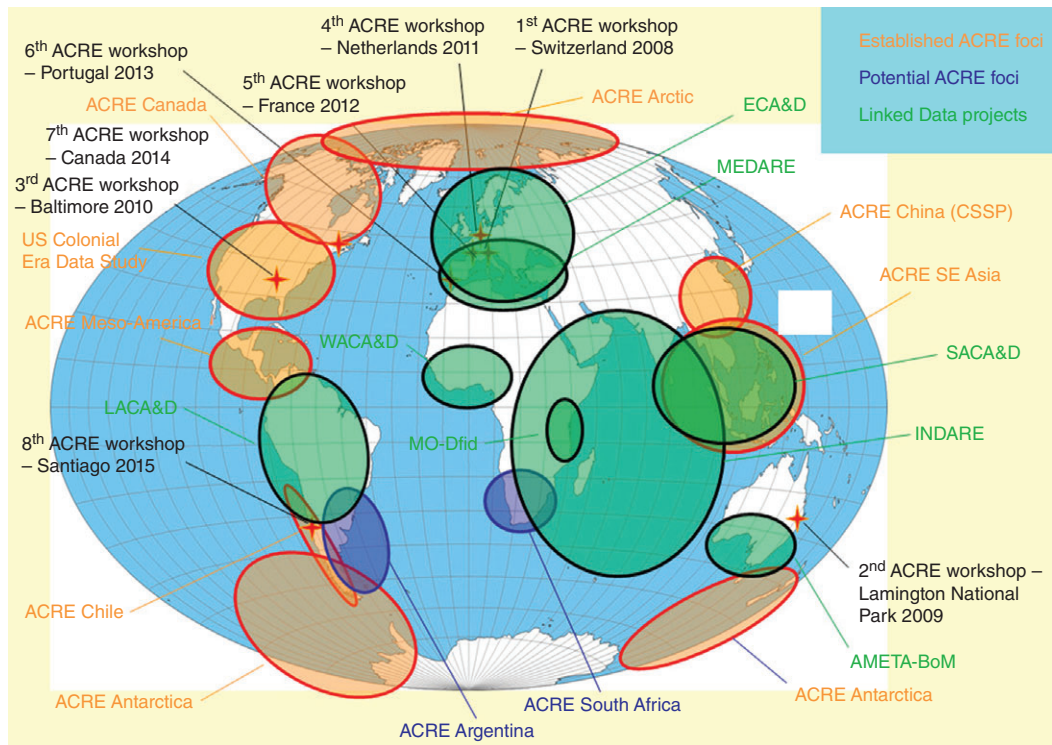 4th ACRE workshop
– Netherlands 2011
1st ACRE workshop
– Switzerland 2008
6th ACRE workshop
– Portugal 2013
5th ACRE workshop
– France 2012
ACRE Canada
ACRE Arctic
ECA&D
Established ACRE foci
Potential ACRE foci
Linked Data projects
7th ACRE workshop
– Canada 2014
MEDARE
3rd ACRE workshop
– Baltimore 2010
ACRE China (CSSP)
US Colonial
Era Data Study
ACRE SE Asia
ACRE Meso-America
WACA&D
SACA&D
LACA&D
MO-Dfid
INDARE
8th ACRE workshop
– Santiago 2015
2nd ACRE workshop –
Lamington National
Park 2009
ACRE Chile
AMETA-BoM
ACRE Antarctica
ACRE South Africa
ACRE Antarctica
ACRE Argentina